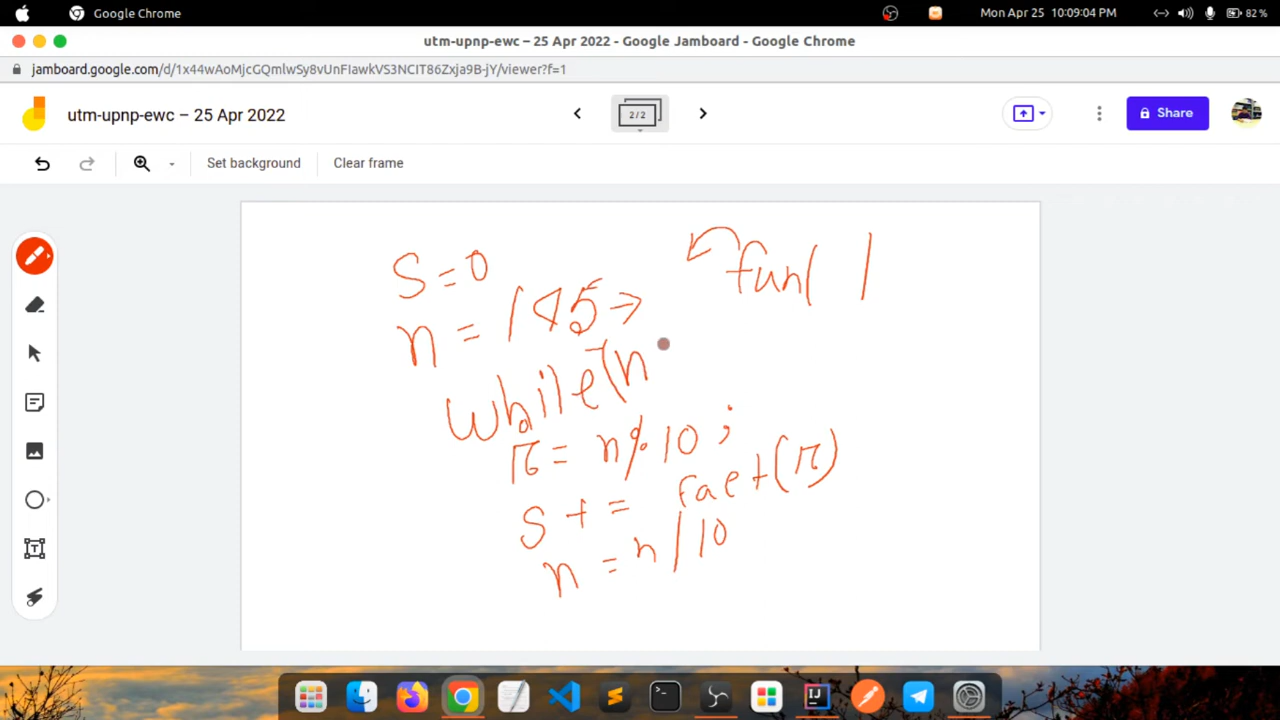 Google Chrome
Mon Apr 25 10:09:04 PM
82 %
utm-upnp-ewc – 25 Apr 2022 - Google Jamboard - Google Chrome
jamboard.google.com/d/1x44wAoMjcGQmlwSy8vUnFIawkVS3NCIT86Zxja9B-jY/viewer?f=1
utm-upnp-ewc – 25 Apr 2022
2/2
Share
Set background
Clear frame
S=0
fun(
n = 145 →
while(n
r = n%10 ;
S += fact(r)
n = n/10